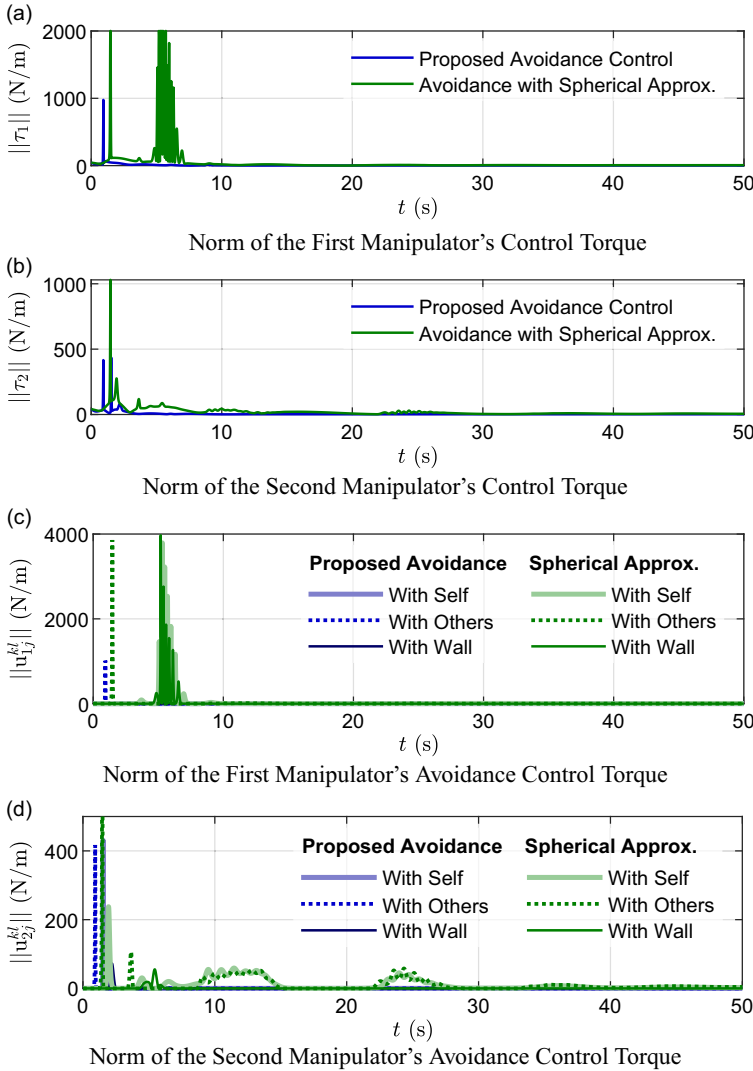 (a)
2000
1000
0
||τ₁|| (N/m)
Proposed Avoidance Control
Avoidance with Spherical Approx.
0 10 20 30 40 50
t (s)
Norm of the First Manipulator's Control Torque
(b)
1000
500
0
||τ₂|| (N/m)
Proposed Avoidance Control
Avoidance with Spherical Approx.
0 10 20 30 40 50
t (s)
Norm of the Second Manipulator's Control Torque
(c)
4000
2000
0
||u₁ⱼᵏˡ|| (N/m)
Proposed Avoidance Spherical Approx.
With Self With Self
With Others With Others
With Wall With Wall
0 10 20 30 40 50
t (s)
Norm of the First Manipulator's Avoidance Control Torque
(d)
400
200
0
||u₂ⱼᵏˡ|| (N/m)
Proposed Avoidance Spherical Approx.
With Self With Self
With Others With Others
With Wall With Wall
0 10 20 30 40 50
t (s)
Norm of the Second Manipulator's Avoidance Control Torque